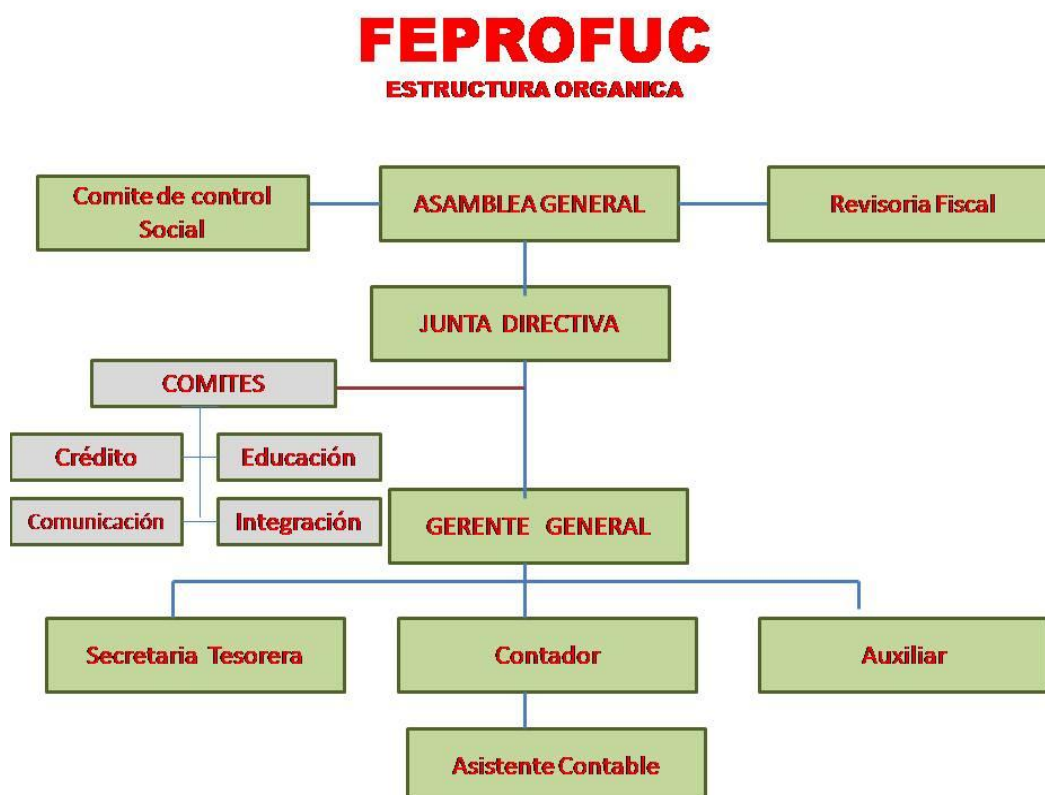 FEPROFUC
ESTRUCTURA ORGANICA
Comite de control
Social
ASAMBLEA GENERAL
Revisoria Fiscal
JUNTA DIRECTIVA
COMITES
Crédito
Educación
Comunicación
Integración
GERENTE GENERAL
Secretaria Tesorera
Contador
Auxiliar
Asistente Contable